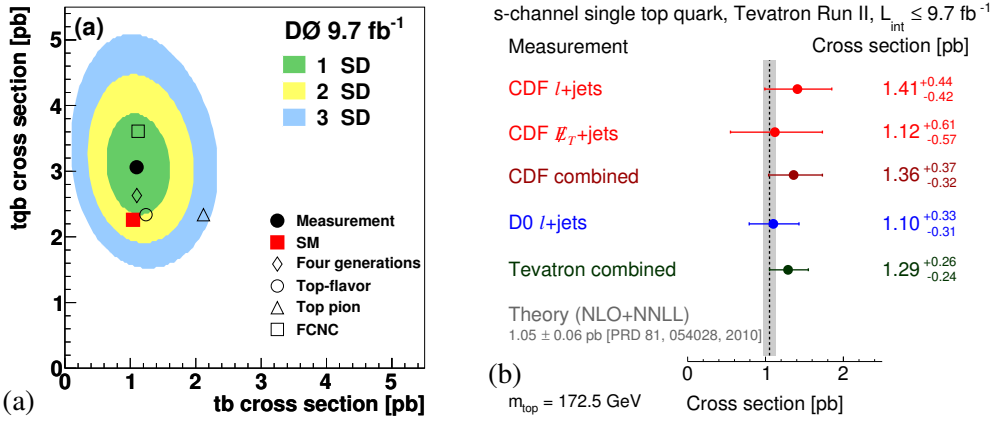 (a)
DØ 9.7 fb⁻¹
1 SD
2 SD
3 SD
Measurement
SM
Four generations
Top-flavor
Top pion
FCNC
tqb cross section [pb]
5
4
3
2
1
0
0 1 2 3 4 5
tb cross section [pb]
(a)
s-channel single top quark, Tevatron Run II, L_int ≤ 9.7 fb⁻¹
Measurement Cross section [pb]
CDF l+jets 1.41 +0.44 -0.42
CDF E̸_T+jets 1.12 +0.61 -0.57
CDF combined 1.36 +0.37 -0.32
D0 l+jets 1.10 +0.33 -0.31
Tevatron combined 1.29 +0.26 -0.24
Theory (NLO+NNLL)
1.05 ± 0.06 pb [PRD 81, 054028, 2010]
0 1 2
m_top = 172.5 GeV Cross section [pb]
(b)